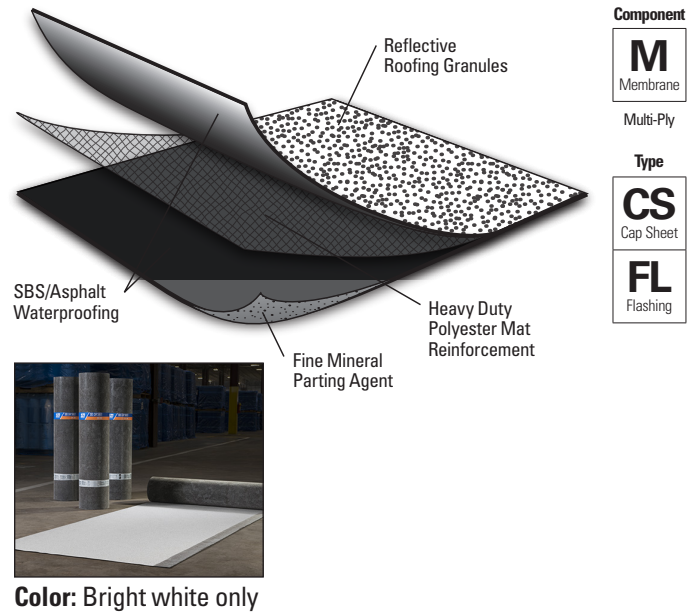 Reflective
Roofing Granules
SBS/Asphalt
Waterproofing
Heavy Duty
Polyester Mat
Reinforcement
Fine Mineral
Parting Agent
Component
M
Membrane
Multi-Ply
Type
CS
Cap Sheet
FL
Flashing
Color: Bright white only